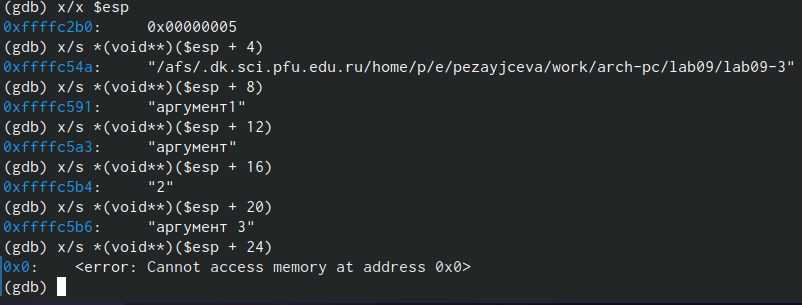 (gdb) x/x $esp
0xffffc2b0:     0x00000005
(gdb) x/s *(void**)($esp + 4)
0xffffc54a:     "/afs/.dk.sci.pfu.edu.ru/home/p/e/pezayjceva/work/arch-pc/lab09/lab09-3"
(gdb) x/s *(void**)($esp + 8)
0xffffc591:     "аргумент1"
(gdb) x/s *(void**)($esp + 12)
0xffffc5a3:     "аргумент"
(gdb) x/s *(void**)($esp + 16)
0xffffc5b4:     "2"
(gdb) x/s *(void**)($esp + 20)
0xffffc5b6:     "аргумент 3"
(gdb) x/s *(void**)($esp + 24)
0x0:    <error: Cannot access memory at address 0x0>
(gdb)